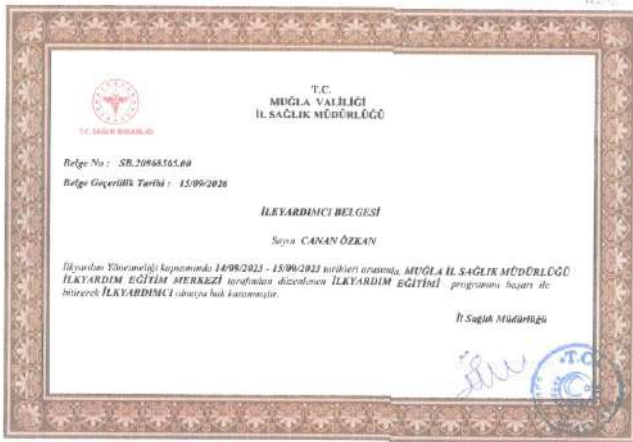 T.C.
MUĞLA VALİLİĞİ
İL SAĞLIK MÜDÜRLÜĞÜ
T.C. SAĞLIK BAKANLIĞI
Belge No : SB.20968565.00
Belge Geçerlilik Tarihi : 15/09/2026
İLKYARDIMCI BELGESİ
Sayın CANAN ÖZKAN
İlkyardım Yönetmeliği kapsamında 14/09/2023 - 15/09/2023 tarihleri arasında, MUĞLA İL SAĞLIK MÜDÜRLÜĞÜ
İLKYARDIM EĞİTİM MERKEZİ tarafından düzenlenen İLKYARDIM EĞİTİMİ programını başarı ile
bitirerek İLKYARDIMCI olmaya hak kazanmıştır.
İl Sağlık Müdürlüğü
T.C